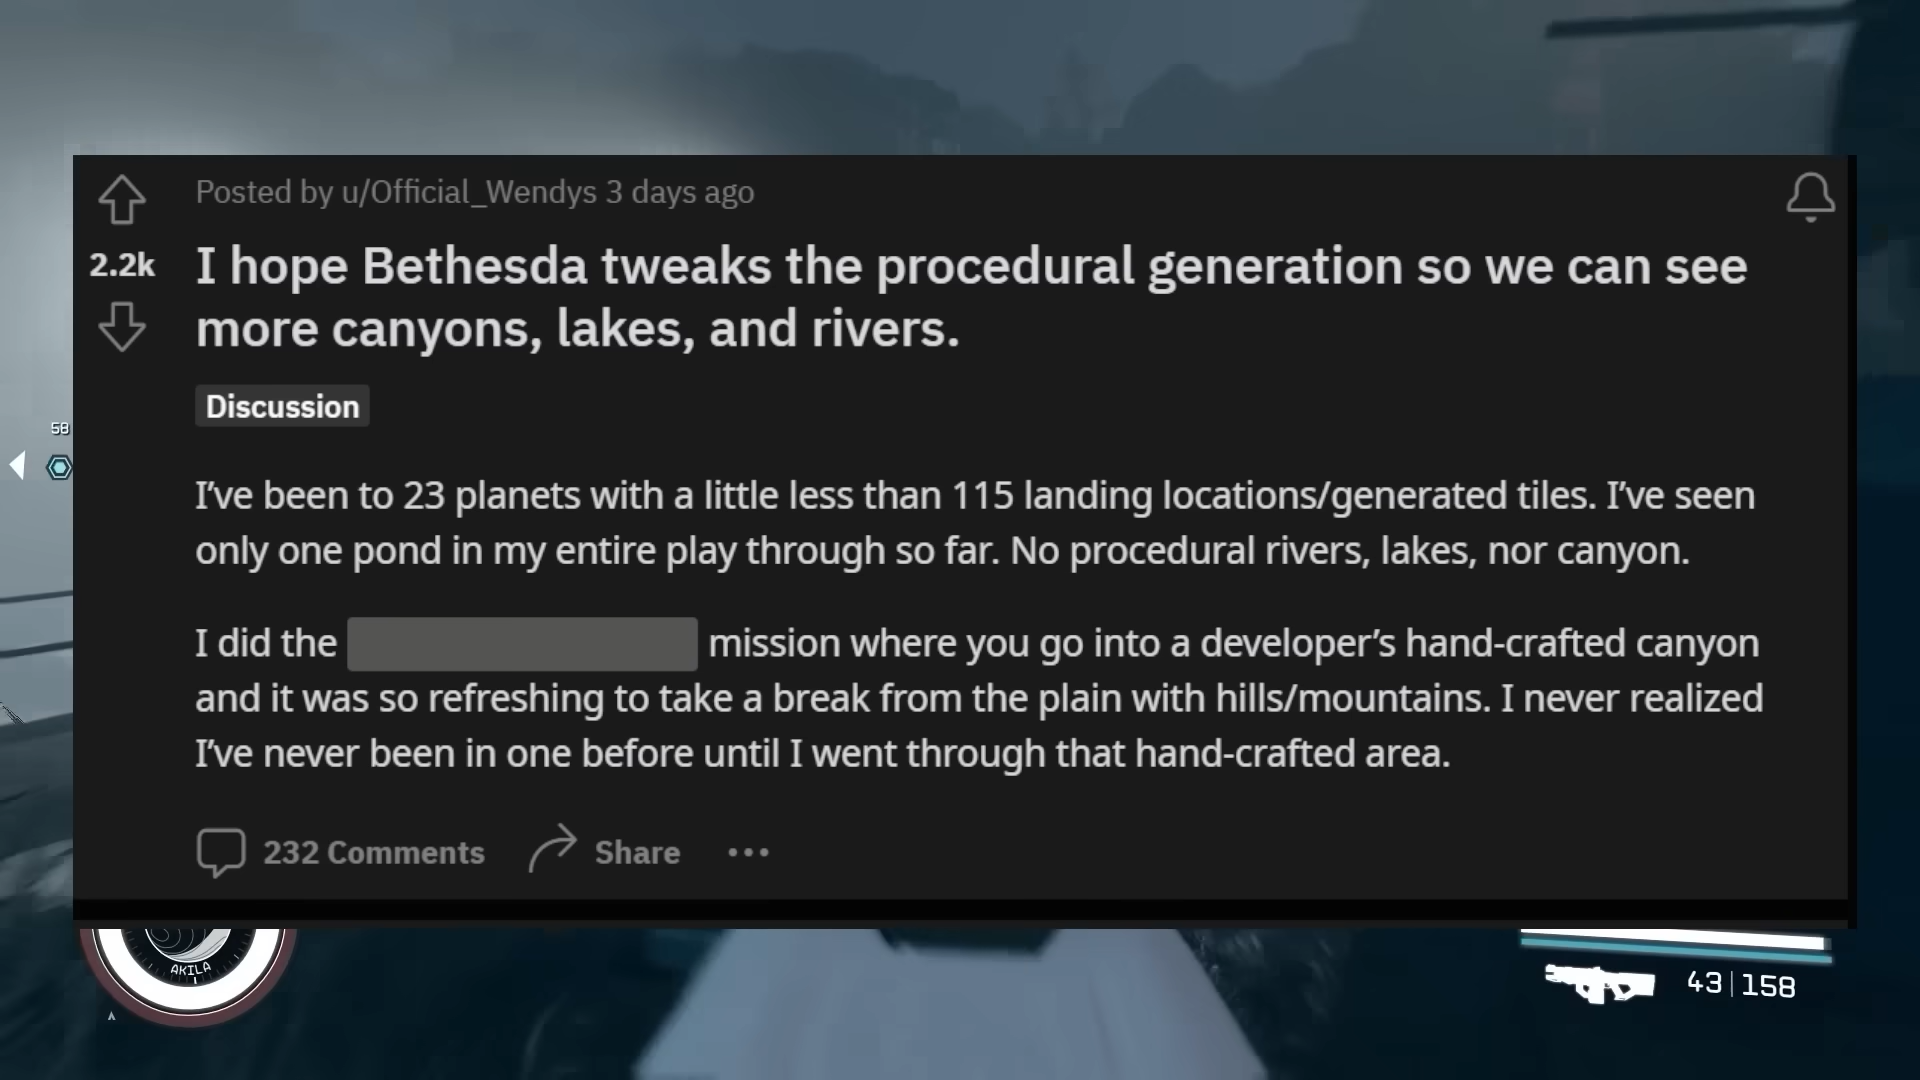 Posted by u/Official_Wendys 3 days ago
2.2k
I hope Bethesda tweaks the procedural generation so we can see
more canyons, lakes, and rivers.
Discussion
58
I’ve been to 23 planets with a little less than 115 landing locations/generated tiles. I’ve seen
only one pond in my entire play through so far. No procedural rivers, lakes, nor canyon.
I did the mission where you go into a developer’s hand-crafted canyon
and it was so refreshing to take a break from the plain with hills/mountains. I never realized
I’ve never been in one before until I went through that hand-crafted area.
232 Comments Share
AKILA
43|158